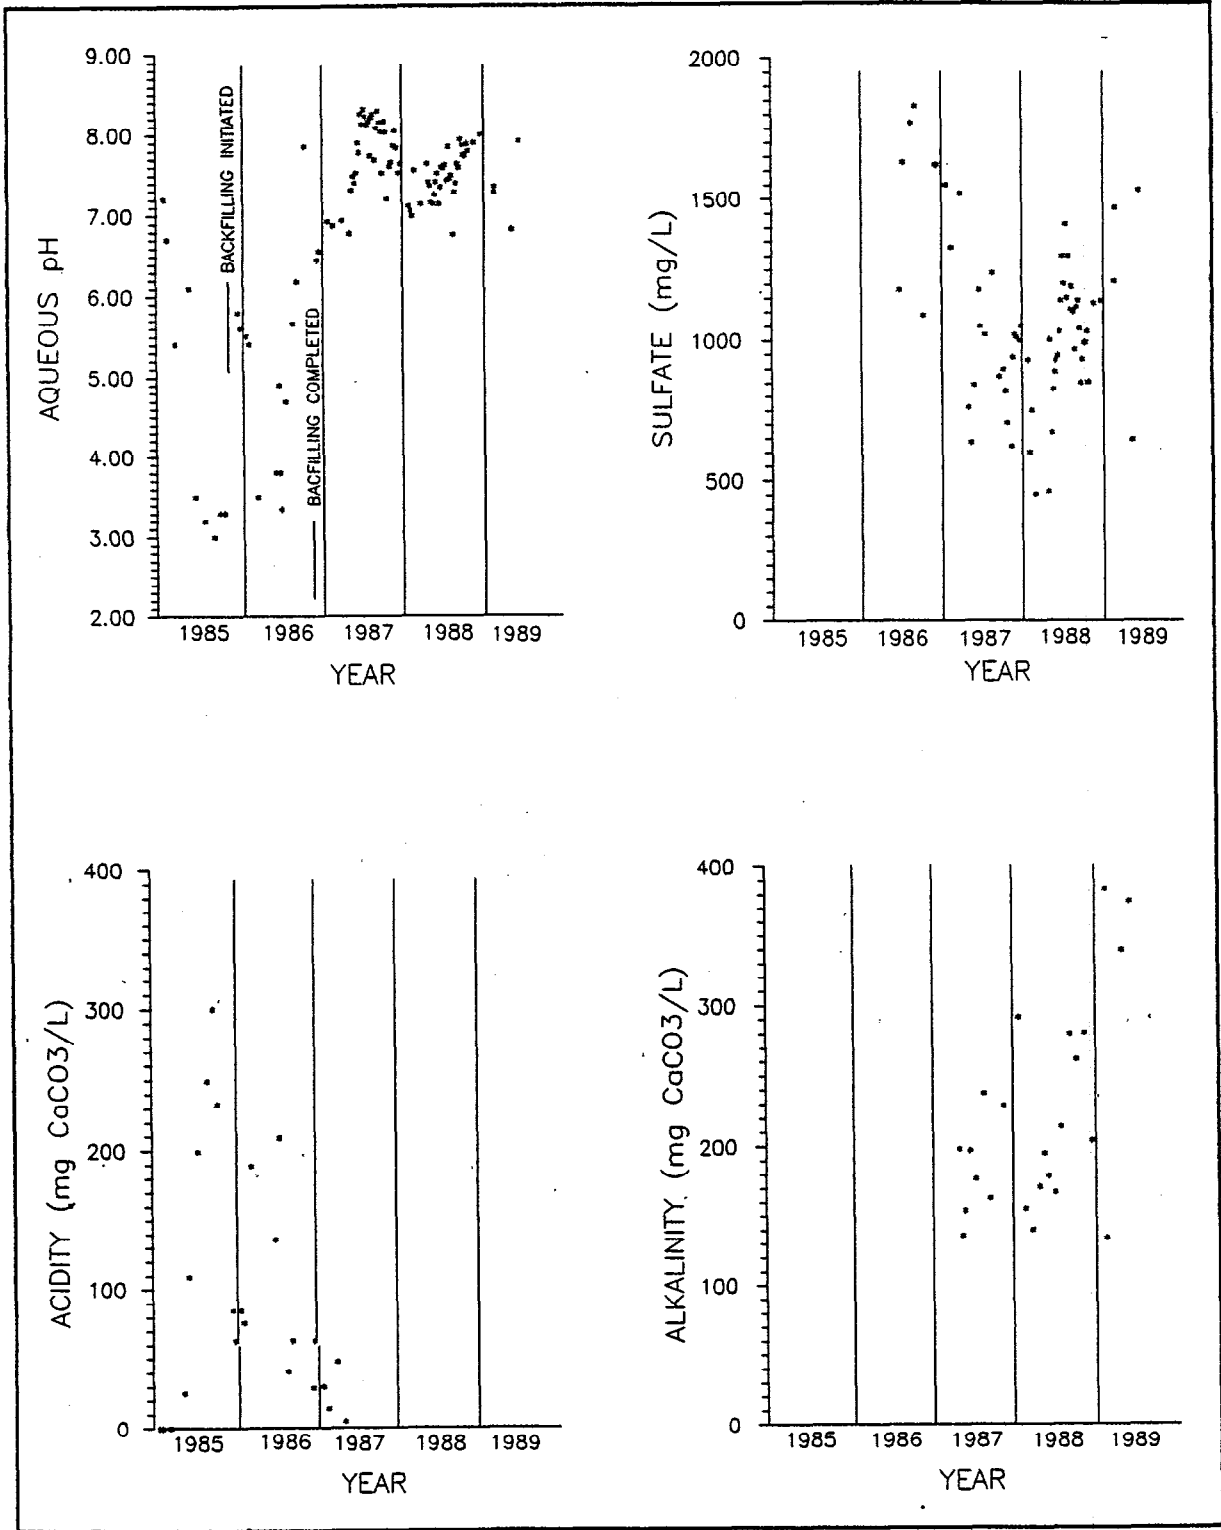 9.00
8.00
7.00
6.00
5.00
4.00
3.00
2.00
AQUEOUS pH
BACKFILLING INITIATED
BACFILLING COMPLETED
1985 1986 1987 1988 1989
YEAR
2000
1500
1000
500
0
SULFATE (mg/L)
1985 1986 1987 1988 1989
YEAR
400
300
200
100
0
ACIDITY (mg CaCO3/L)
1985 1986 1987 1988 1989
YEAR
400
300
200
100
0
ALKALINITY (mg CaCO3/L)
1985 1986 1987 1988 1989
YEAR